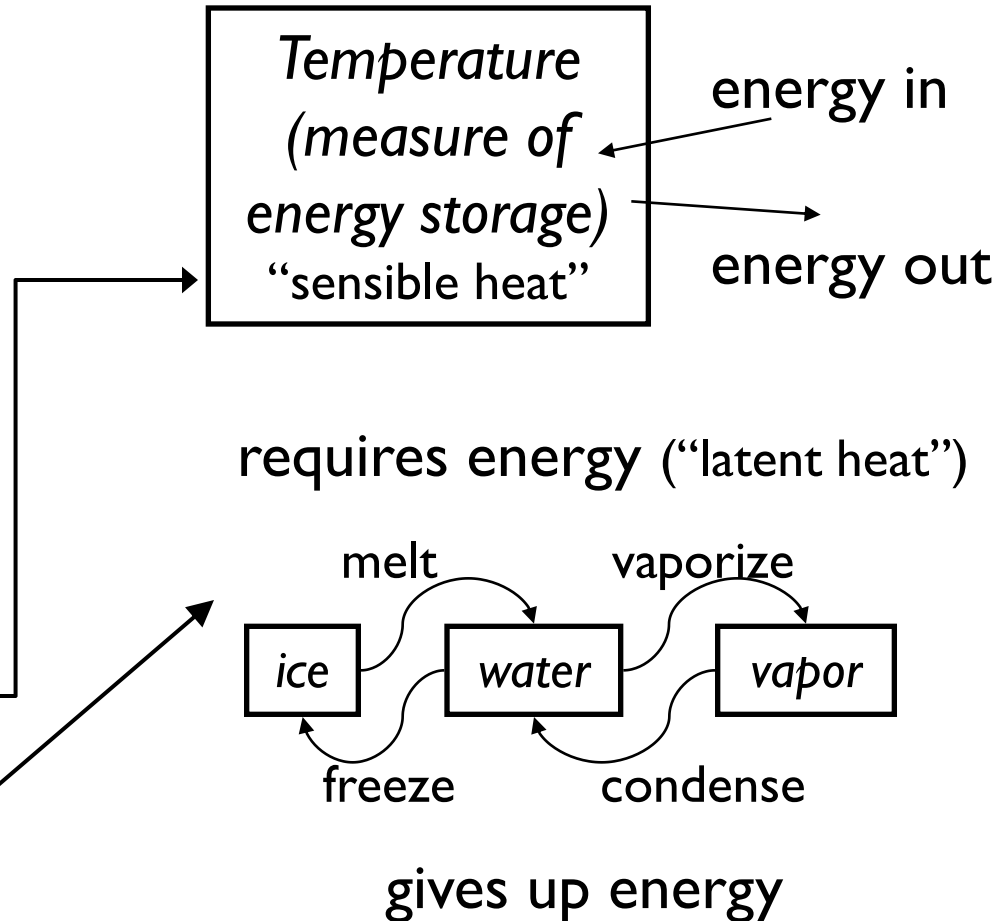 Temperature
(measure of
energy storage)
“sensible heat”
energy in
energy out
requires energy (“latent heat”)
melt
vaporize
ice
water
vapor
freeze
condense
gives up energy